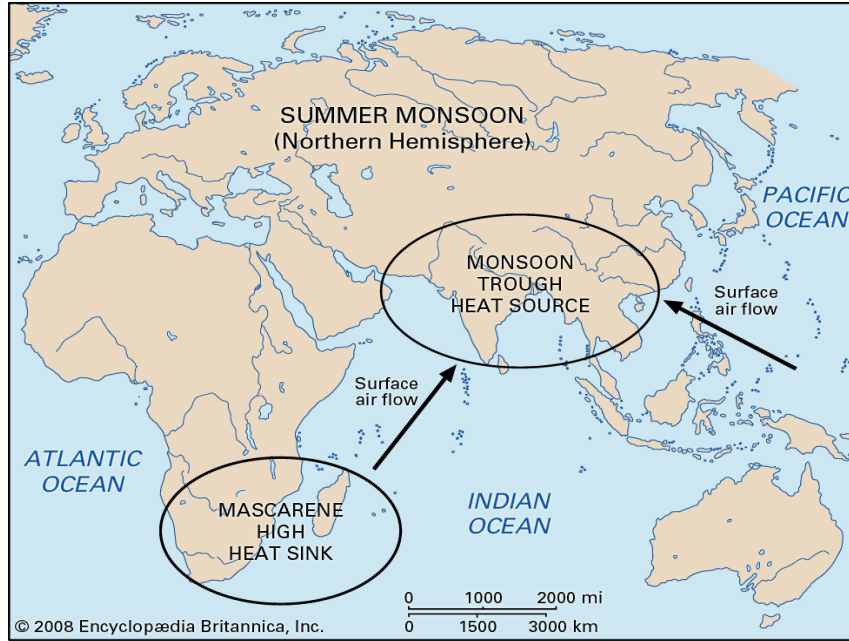 SUMMER MONSOON
(Northern Hemisphere)
PACIFIC
OCEAN
MONSOON
TROUGH
HEAT SOURCE
Surface
air flow
Surface
air flow
ATLANTIC
OCEAN
MASCARENE
HIGH
HEAT SINK
INDIAN
OCEAN
0 1000 2000 mi
0 1500 3000 km
© 2008 Encyclopædia Britannica, Inc.